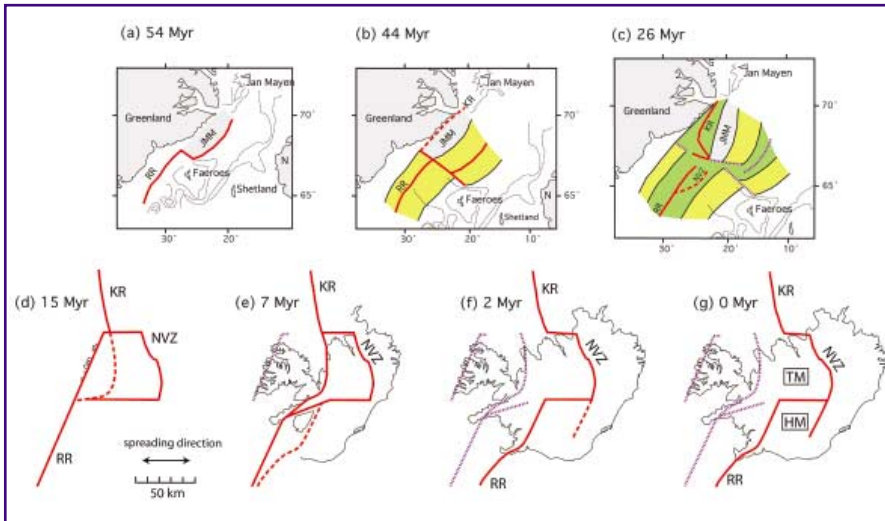 (a) 54 Myr
Jan Mayen
Greenland
70˚
JMM
RR
Faeroes
Shetland
N
65˚
30˚
20˚
(b) 44 Myr
Jan Mayen
KR
Greenland
70˚
JMM
RR
Faeroes
Shetland
N
65˚
30˚
20˚
(c) 26 Myr
Jan Mayen
Greenland
70˚
KR
JMM
NVZ
RR
65˚
Faeroes
30˚
20˚
10˚
(d) 15 Myr
KR
NVZ
RR
spreading direction
50 km
(e) 7 Myr
KR
NVZ
(f) 2 Myr
KR
NVZ
RR
(g) 0 Myr
KR
NVZ
TM
HM
RR